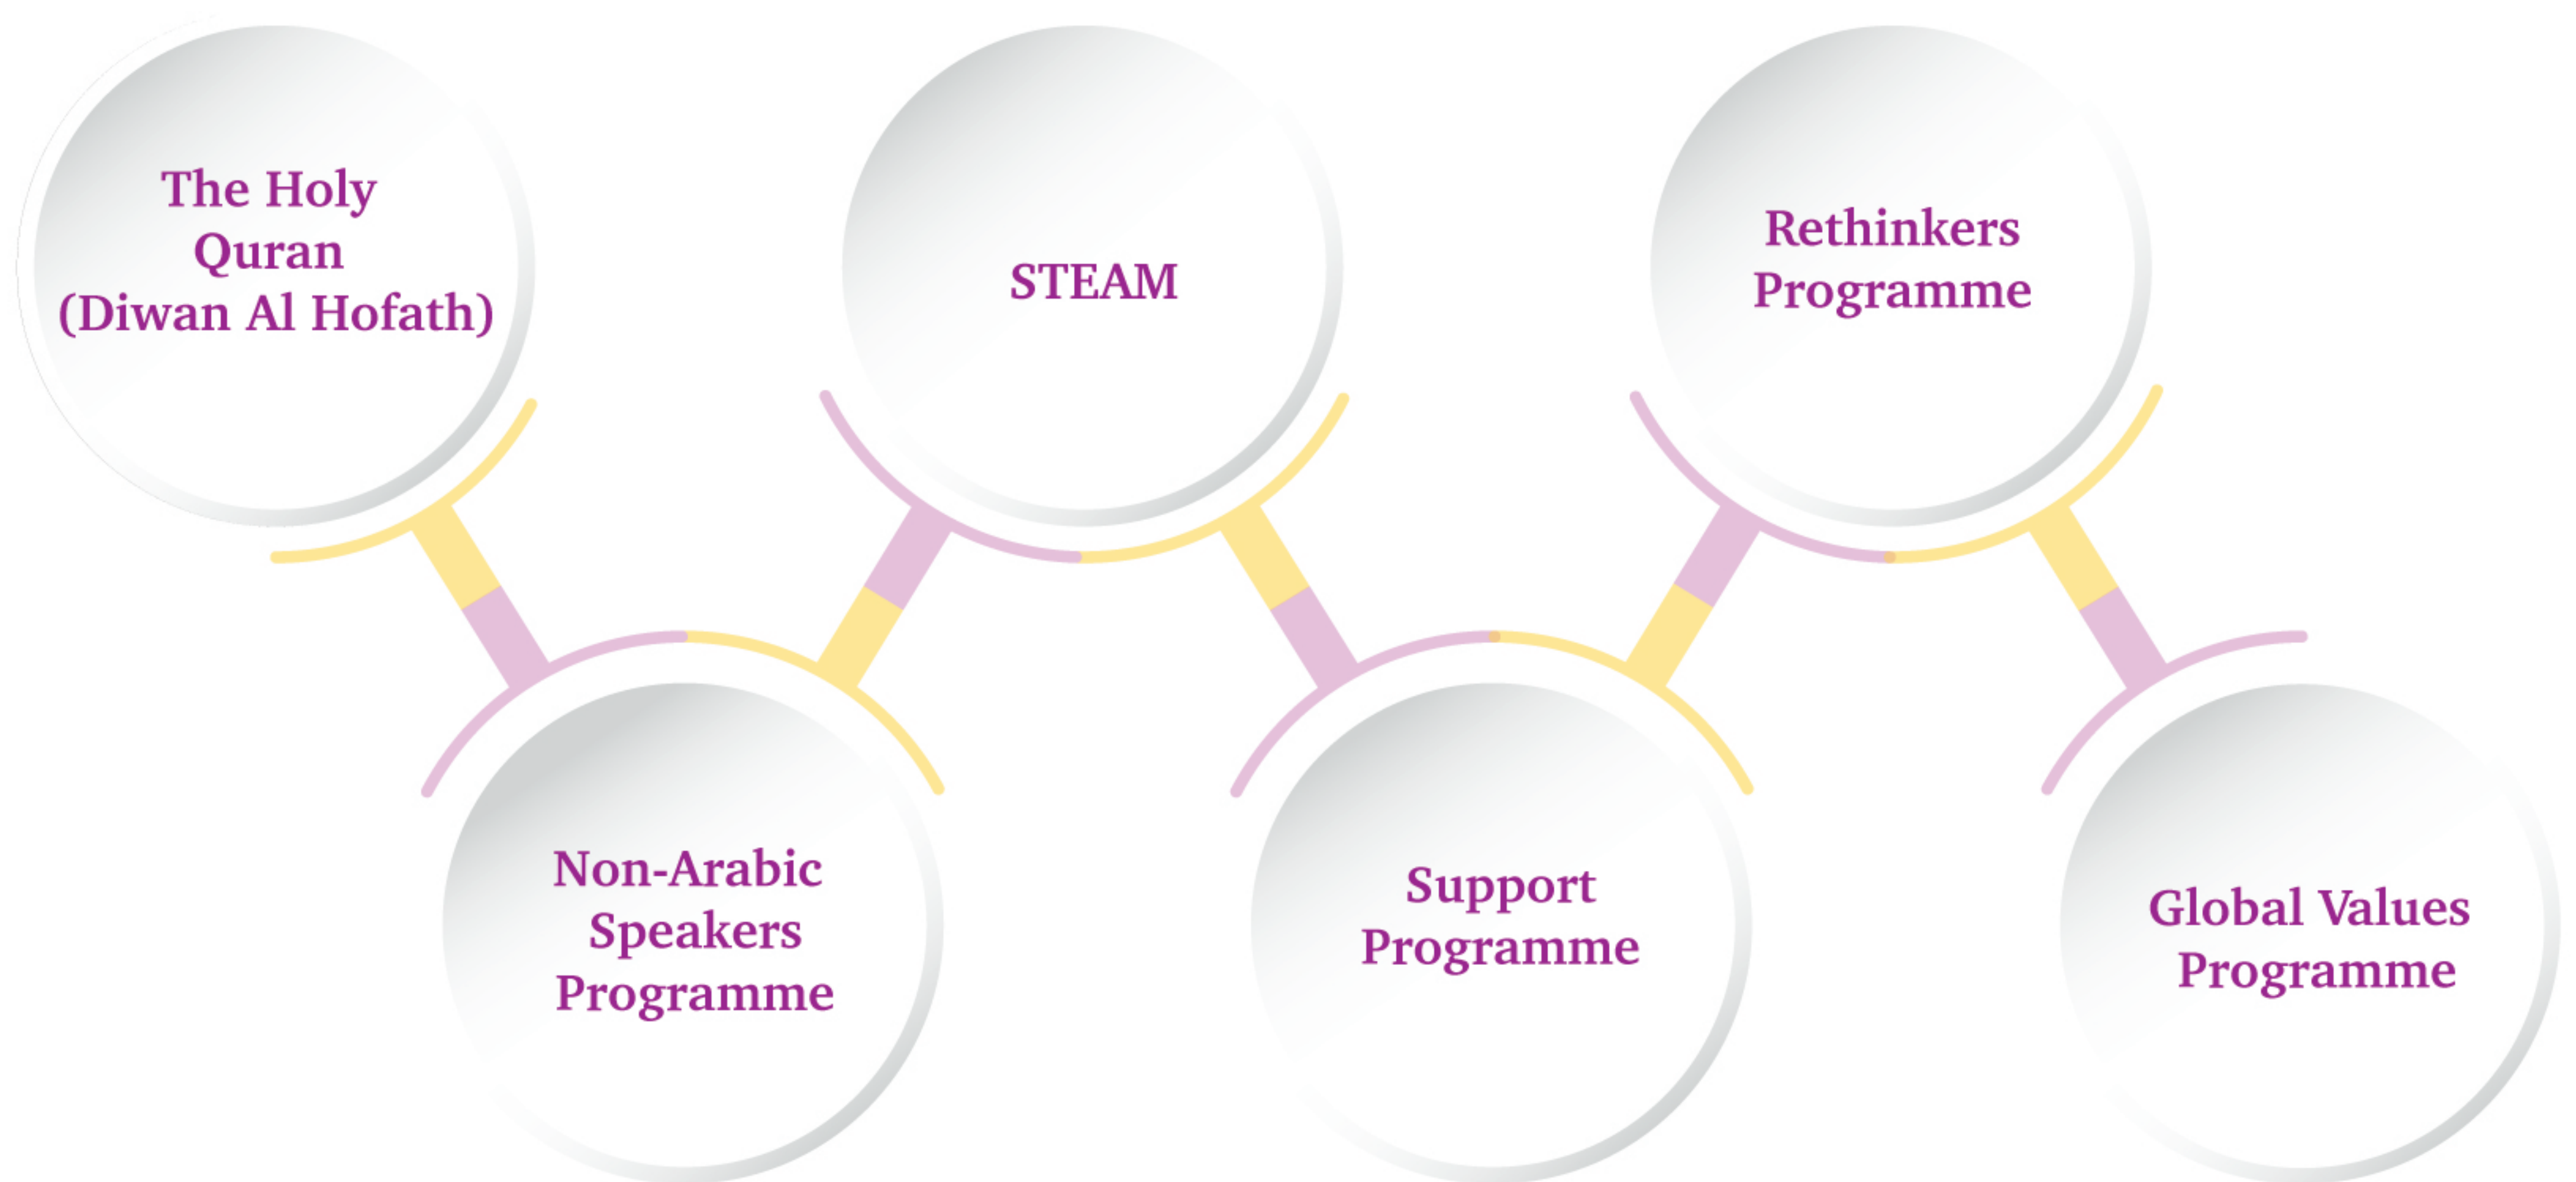 The Holy
Quran
(Diwan Al Hofath)
Non-Arabic
Speakers
Programme
STEAM
Support
Programme
Rethinkers
Programme
Global Values
Programme